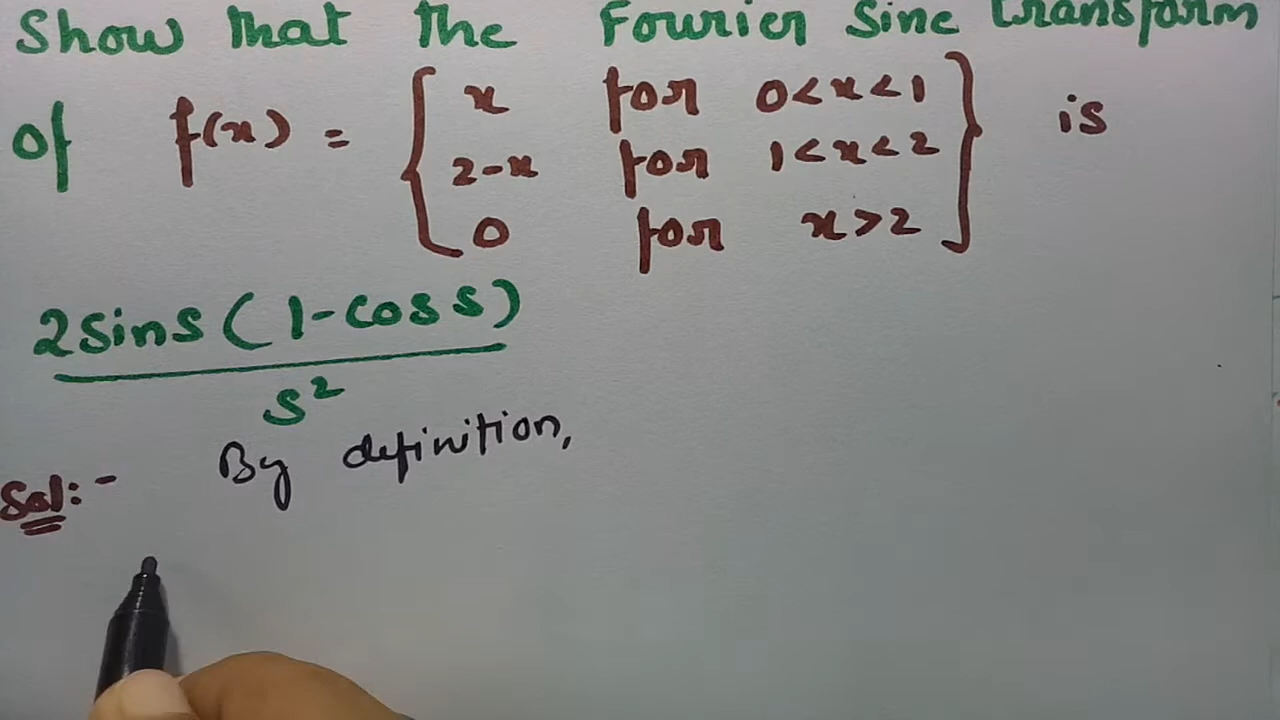 Show that the Fourier Sine transform
of f(x) = { x for 0<x<1
2-x for 1<x<2
0 for x>2 } is
2sins(1-coss)
s²
By definition,
Sol:-